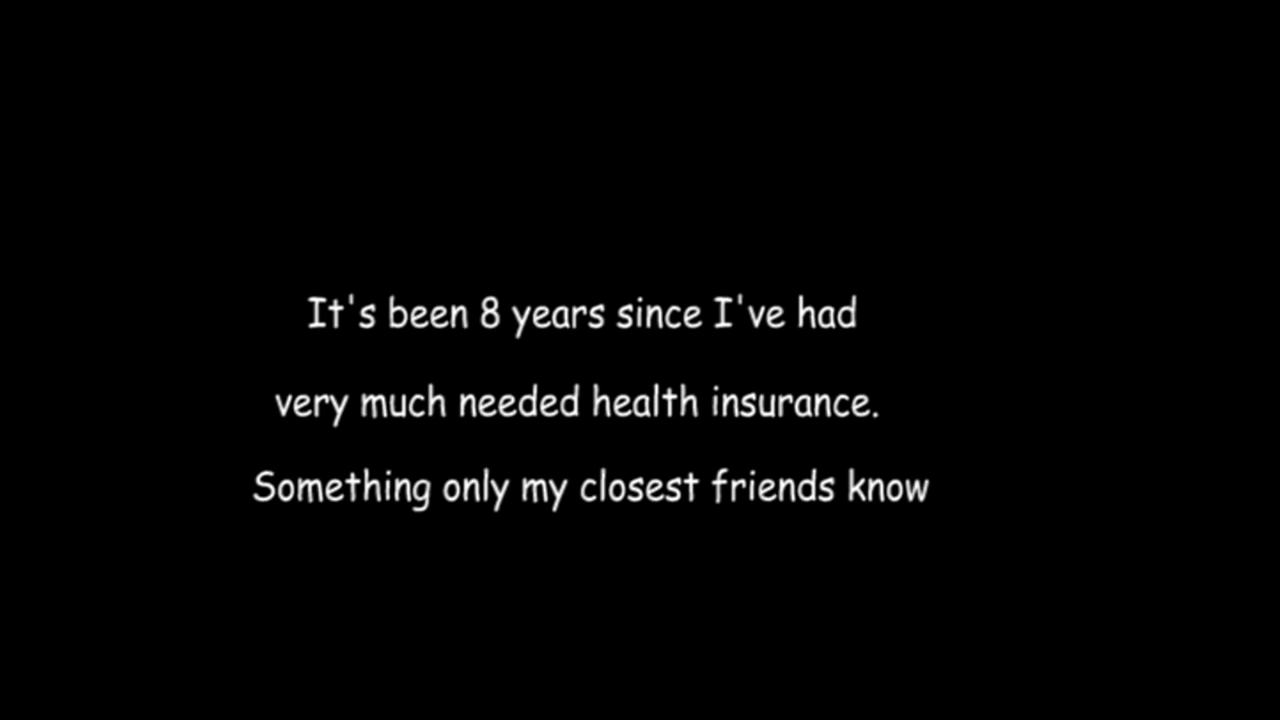 It's been 8 years since I've had
very much needed health insurance.
Something only my closest friends know